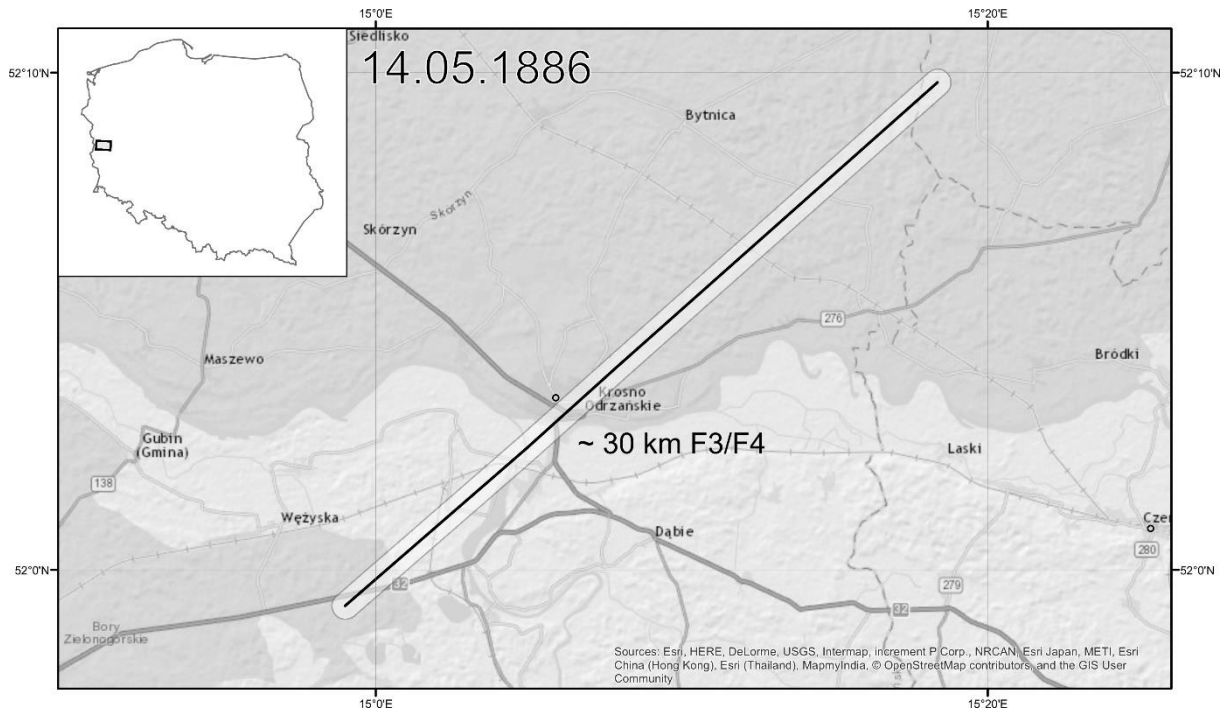 15°0'E
15°20'E
Siedlisko
14.05.1886
52°10'N
52°10'N
Bytnica
Skórzyn
Skórzyn
276
Maszewo
Bródki
Krosno
Odrzańskie
Gubin
(Gmina)
~ 30 km F3/F4
Laski
138
Wężyska
Czer
Dąbie
280
52°0'N
52°0'N
32
279
32
Bory
Zielonogórskie
Sources: Esri, HERE, DeLorme, USGS, Intermap, increment P Corp., NRCAN, Esri Japan, METI, Esri
China (Hong Kong), Esri (Thailand), MapmyIndia, © OpenStreetMap contributors, and the GIS User
Community
15°0'E
15°20'E